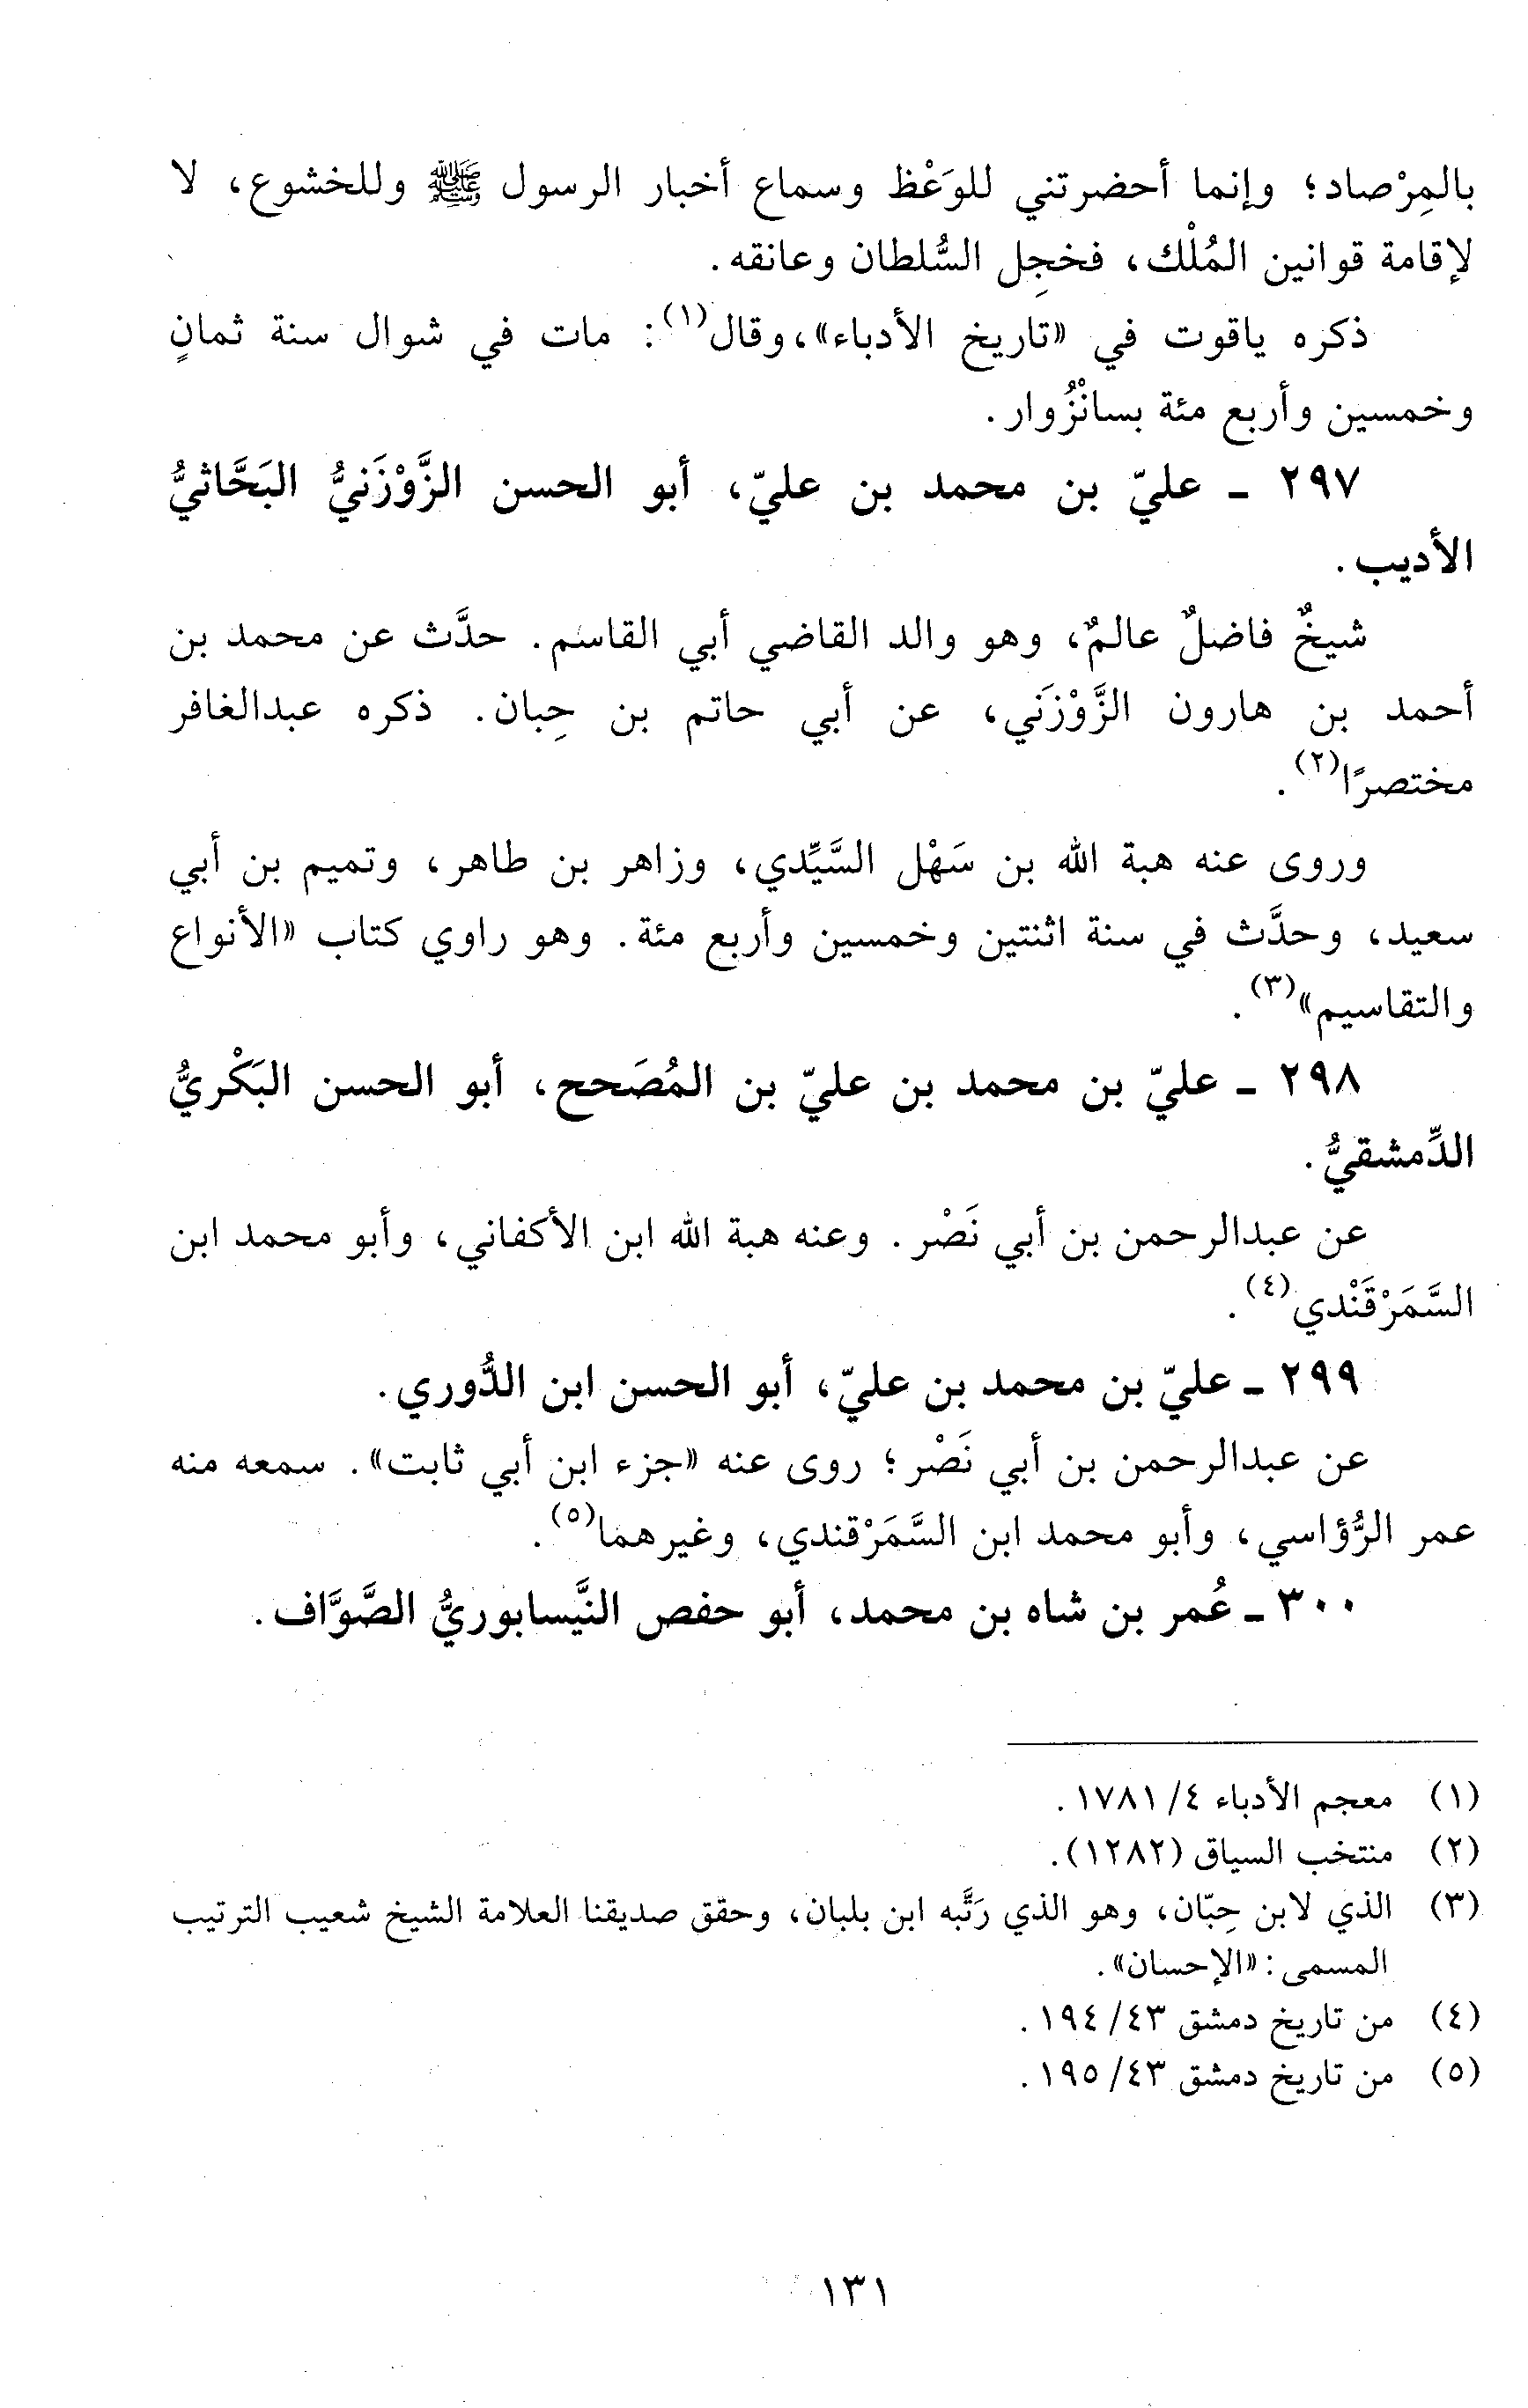 بالمِرْصاد؛ وإنما أحضرتني للوَعْظ وسماع أخبار الرسول ﷺ وللخشوع، لا
لإقامة قوانين المُلْك، فخجِل السُّلطان وعانقه.
ذكره ياقوت في «تاريخ الأدباء»،وقال(١): مات في شوال سنة ثمانٍ
وخمسين وأربع مئة بسانْزُوار.
٢٩٧ ـ عليّ بن محمد بن عليّ، أبو الحسن الزَّوْزَنيُّ البَحَّاثيُّ
الأديب.
شيخٌ فاضلٌ عالمٌ، وهو والد القاضي أبي القاسم. حدَّث عن محمد بن
أحمد بن هارون الزَّوْزَني، عن أبي حاتم بن حِبان. ذكره عبدالغافر
مختصرًا(٢).
وروى عنه هبة الله بن سَهْل السَّيِّدي، وزاهر بن طاهر، وتميم بن أبي
سعيد، وحدَّث في سنة اثنتين وخمسين وأربع مئة. وهو راوي كتاب «الأنواع
والتقاسيم»(٣).
٢٩٨ ـ عليّ بن محمد بن عليّ بن المُصَحح، أبو الحسن البَكْريُّ
الدِّمشقيُّ.
عن عبدالرحمن بن أبي نَصْر. وعنه هبة الله ابن الأكفاني، وأبو محمد ابن
السَّمَرْقَنْدي(٤).
٢٩٩ ـ عليّ بن محمد بن عليّ، أبو الحسن ابن الدُّوري.
عن عبدالرحمن بن أبي نَصْر؛ روى عنه «جزء ابن أبي ثابت». سمعه منه
عمر الرُّؤاسي، وأبو محمد ابن السَّمَرْقندي، وغيرهما(٥).
٣٠٠ ـ عُمر بن شاه بن محمد، أبو حفص النَّيسابوريُّ الصَّوَّاف.
(١) معجم الأدباء ٤/ ١٧٨١.
(٢) منتخب السياق (١٢٨٢).
(٣) الذي لابن حِبّان، وهو الذي رَتَّبه ابن بلبان، وحقق صديقنا العلامة الشيخ شعيب الترتيب
المسمى: «الإحسان».
(٤) من تاريخ دمشق ٤٣/ ١٩٤.
(٥) من تاريخ دمشق ٤٣/ ١٩٥.
١٣١